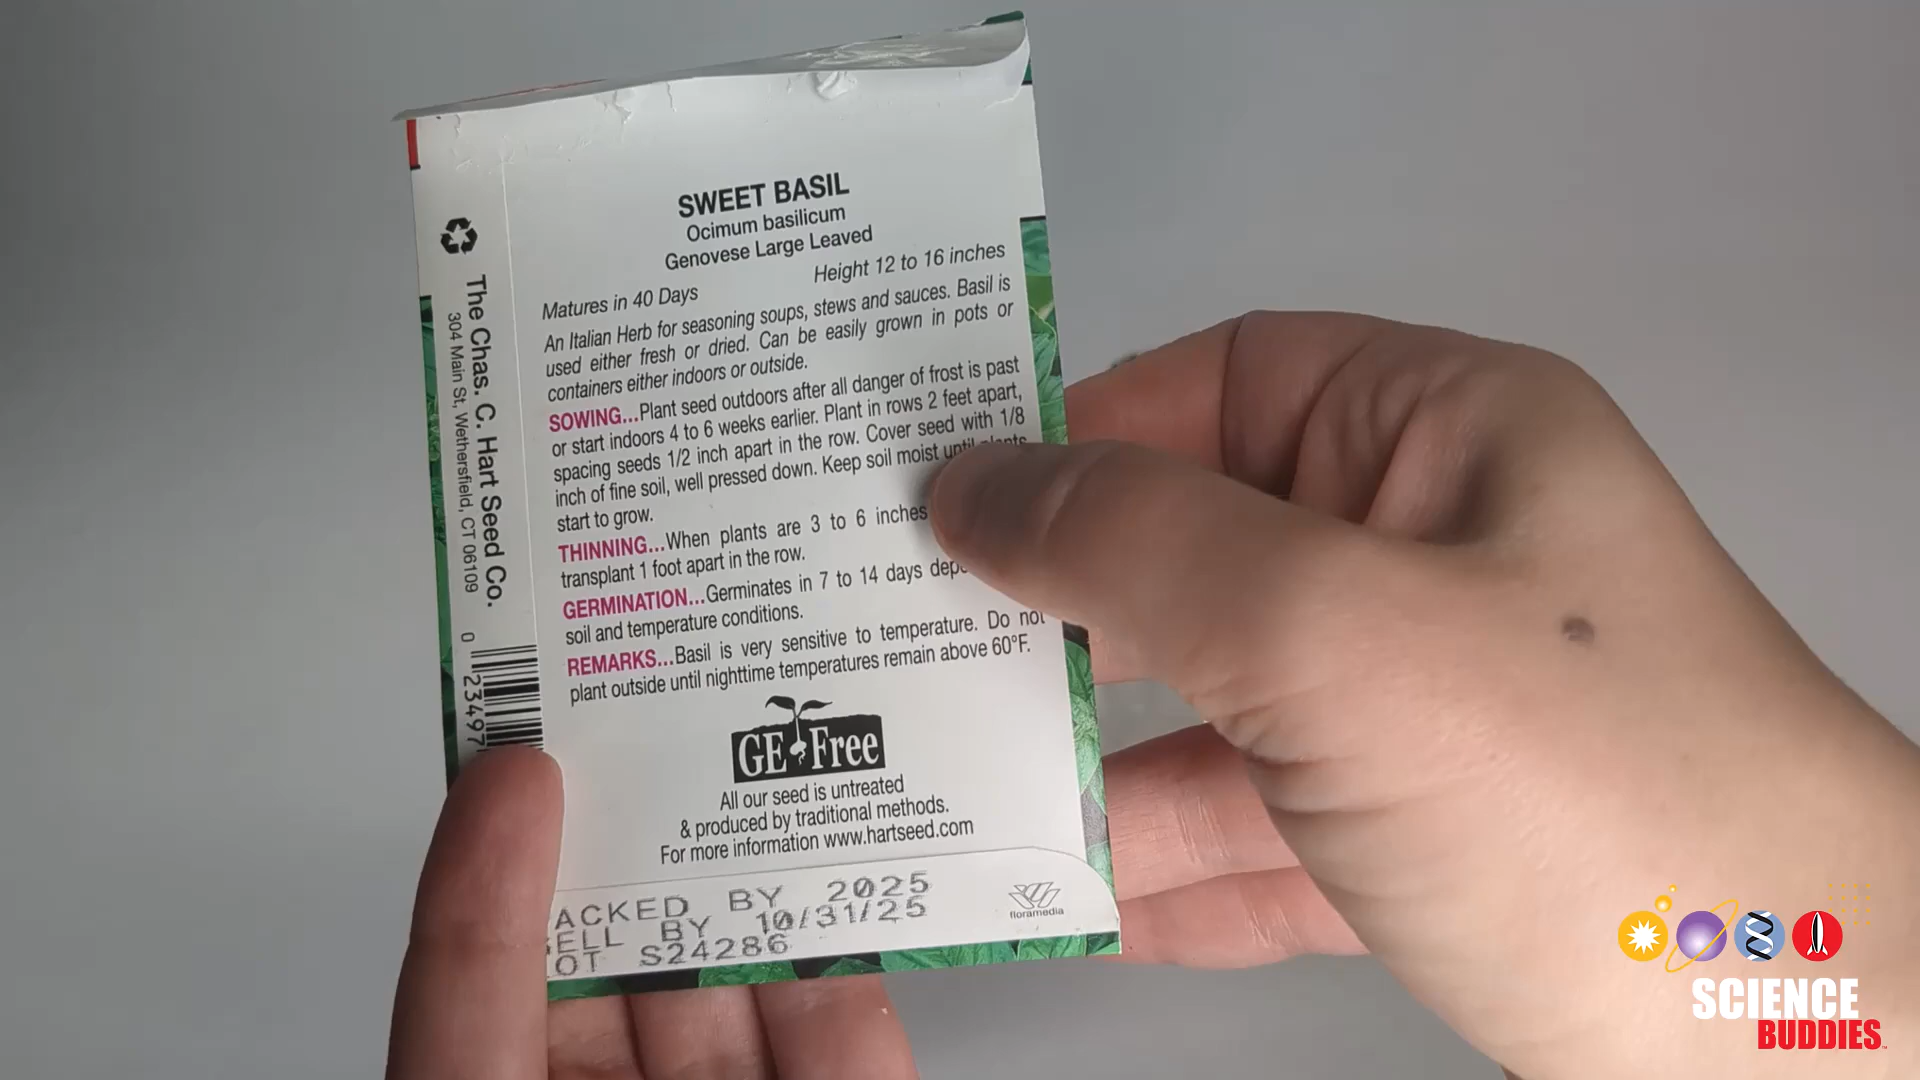 SWEET BASIL
Ocimum basilicum
Genovese Large Leaved
Matures in 40 Days
Height 12 to 16 inches
An Italian Herb for seasoning soups, stews and sauces. Basil is
used either fresh or dried. Can be easily grown in pots or
containers either indoors or outside.
SOWING...Plant seed outdoors after all danger of frost is past
or start indoors 4 to 6 weeks earlier. Plant in rows 2 feet apart,
spacing seeds 1/2 inch apart in the row. Cover seed with 1/8
inch of fine soil, well pressed down. Keep soil moist until plants
start to grow.
THINNING...When plants are 3 to 6 inches
transplant 1 foot apart in the row.
GERMINATION...Germinates in 7 to 14 days
soil and temperature conditions.
REMARKS...Basil is very sensitive to temperature. Do not
plant outside until nighttime temperatures remain above 60°F.
GE Free
All our seed is untreated
& produced by traditional methods.
For more information www.hartseed.com
ACKED BY 2025
ELL BY 10/31/25
OT S24286
floramedia
The Chas. C. Hart Seed Co.
304 Main St, Wethersfield, CT 06109
0 23497
SCIENCE
BUDDIES